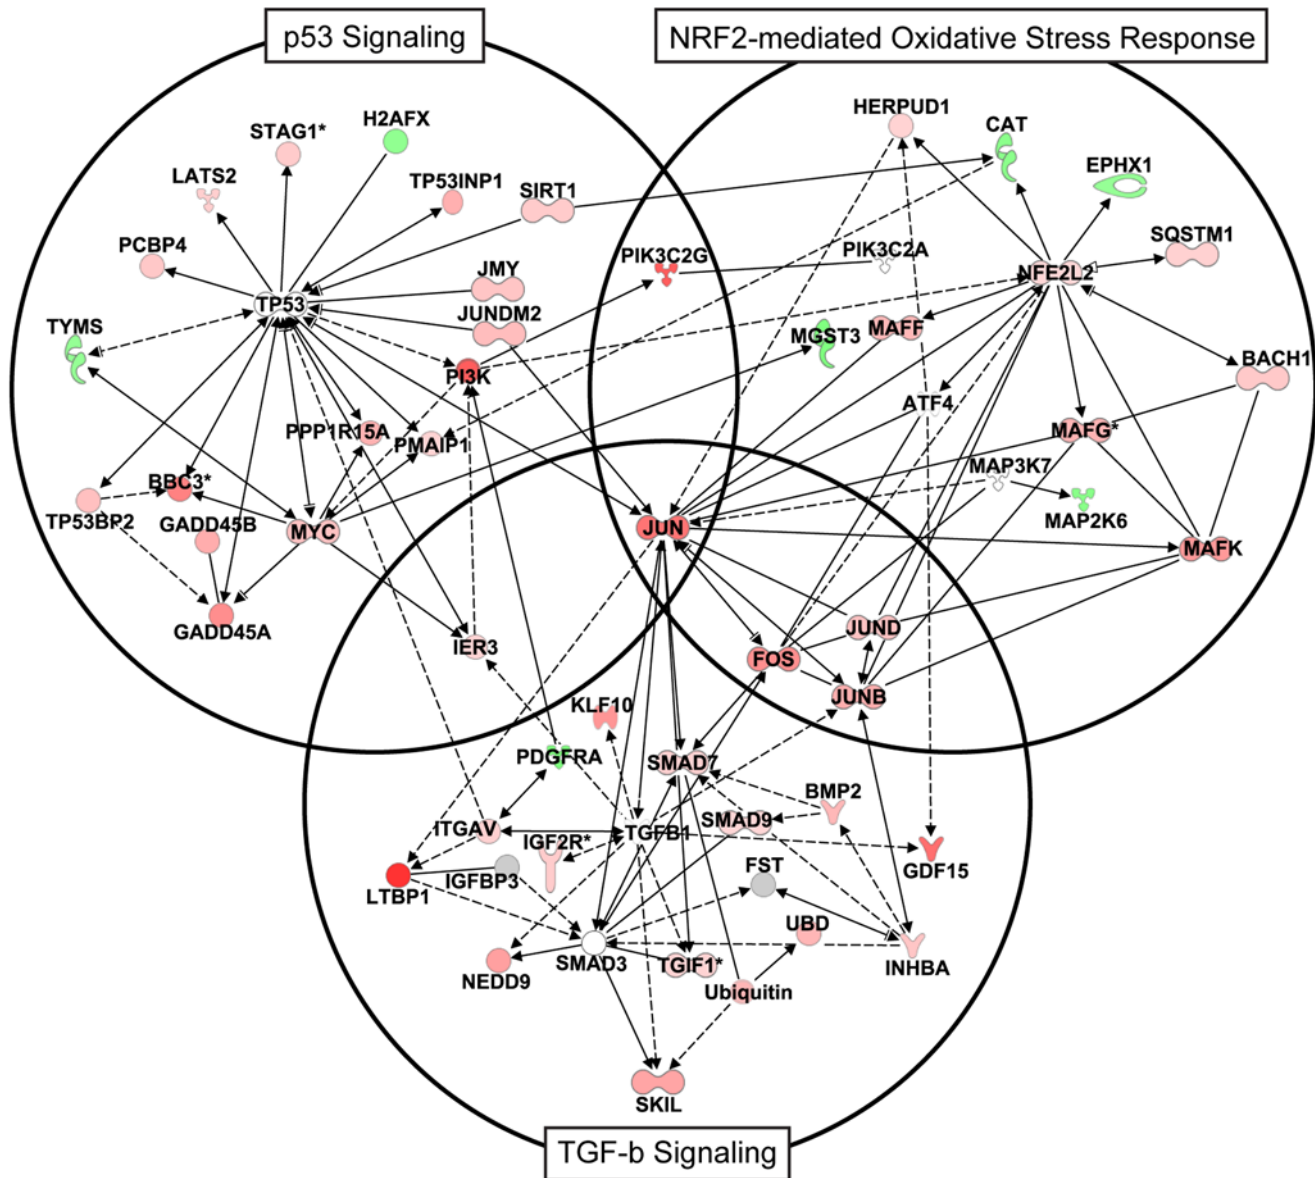 p53 Signaling
NRF2-mediated Oxidative Stress Response
HERPUD1
H2AFX
STAG1*
CAT
EPHX1
LATS2
TP53INP1
SIRT1
PCBP4
SQSTM1
PIK3C2G
PIK3C2A
JMY
NFE2L2
TP53
JUNDM2
TYMS
MGST3
MAFF
BACH1
PI3K
ATF4
PPP1R15A
PMAIP1
MAFG*
MAP3K7
BBC3*
TP53BP2
GADD45B
MYC
JUN
MAP2K6
MAFK
GADD45A
IER3
JUND
FOS
JUNB
KLF10
PDGFRA
SMAD7
BMP2
ITGAV
IGF2R*
TGFB1
SMAD9
GDF15
FST
LTBP1
IGFBP3
UBD
SMAD3
TGIF1*
INHBA
NEDD9
Ubiquitin
SKIL
TGF-b Signaling